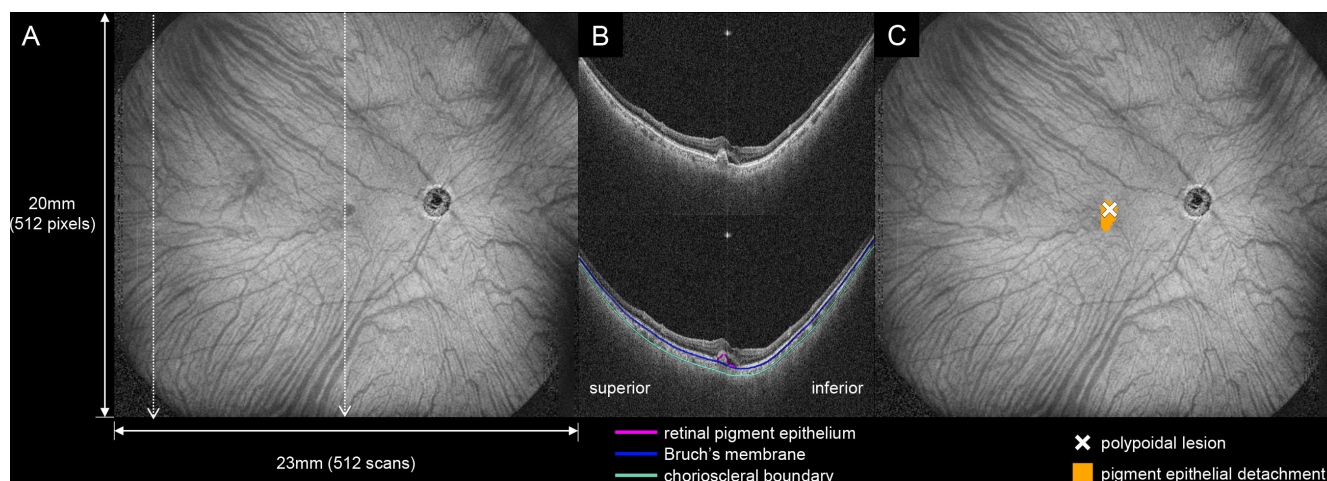 A
B
C
20mm
(512 pixels)
superior
inferior
23mm (512 scans)
retinal pigment epithelium
Bruch's membrane
chorioscleral boundary
polypoidal lesion
pigment epithelial detachment